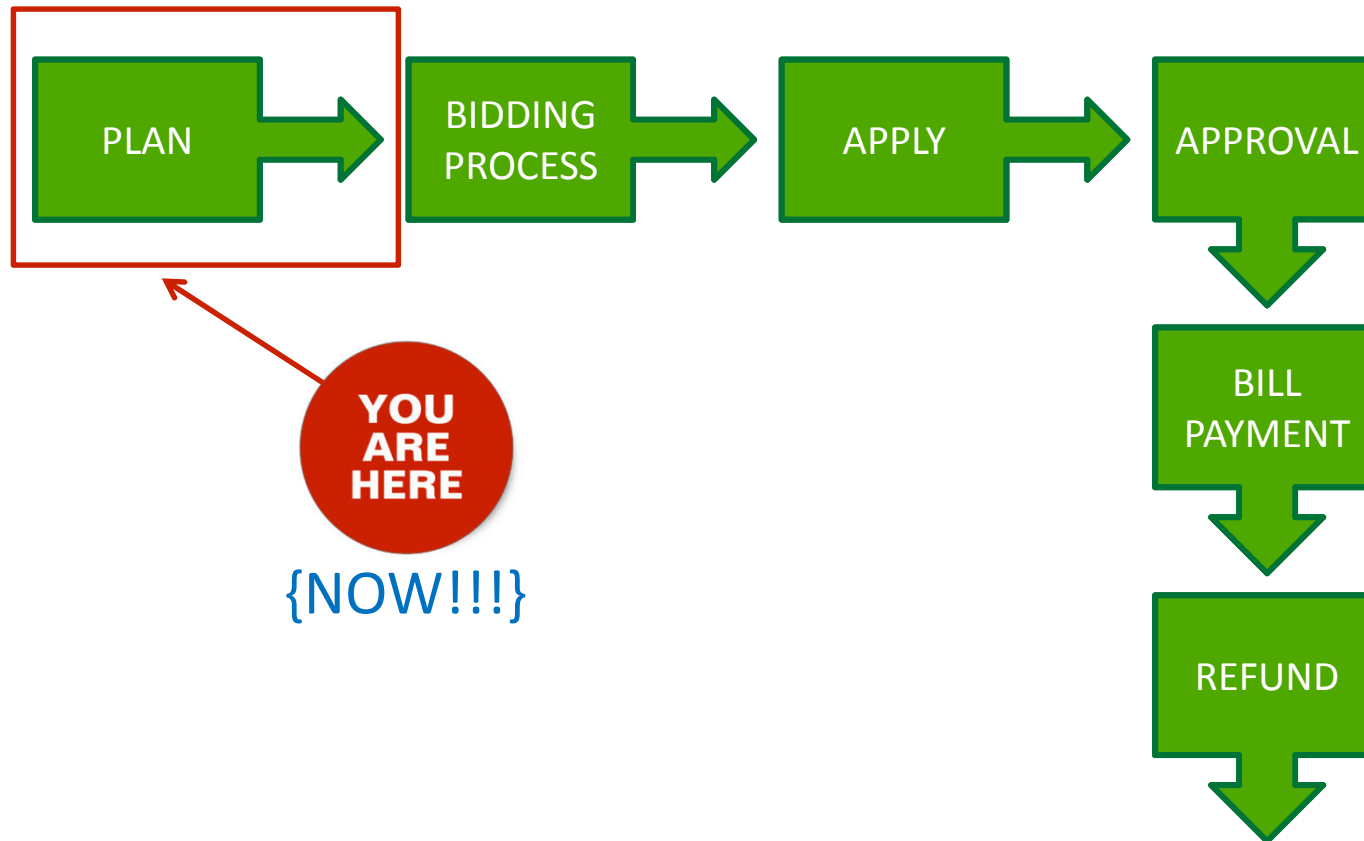 PLAN
BIDDING
PROCESS
APPLY
APPROVAL
BILL
PAYMENT
REFUND
YOU
ARE
HERE
{NOW!!!}